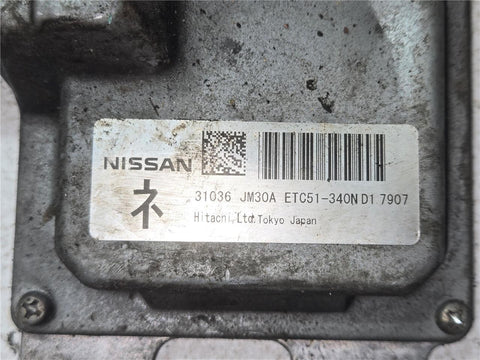 NISSAN
ネ
31036 JM30A ETC51-340N D1 7907
Hitachi,Ltd.Tokyo Japan